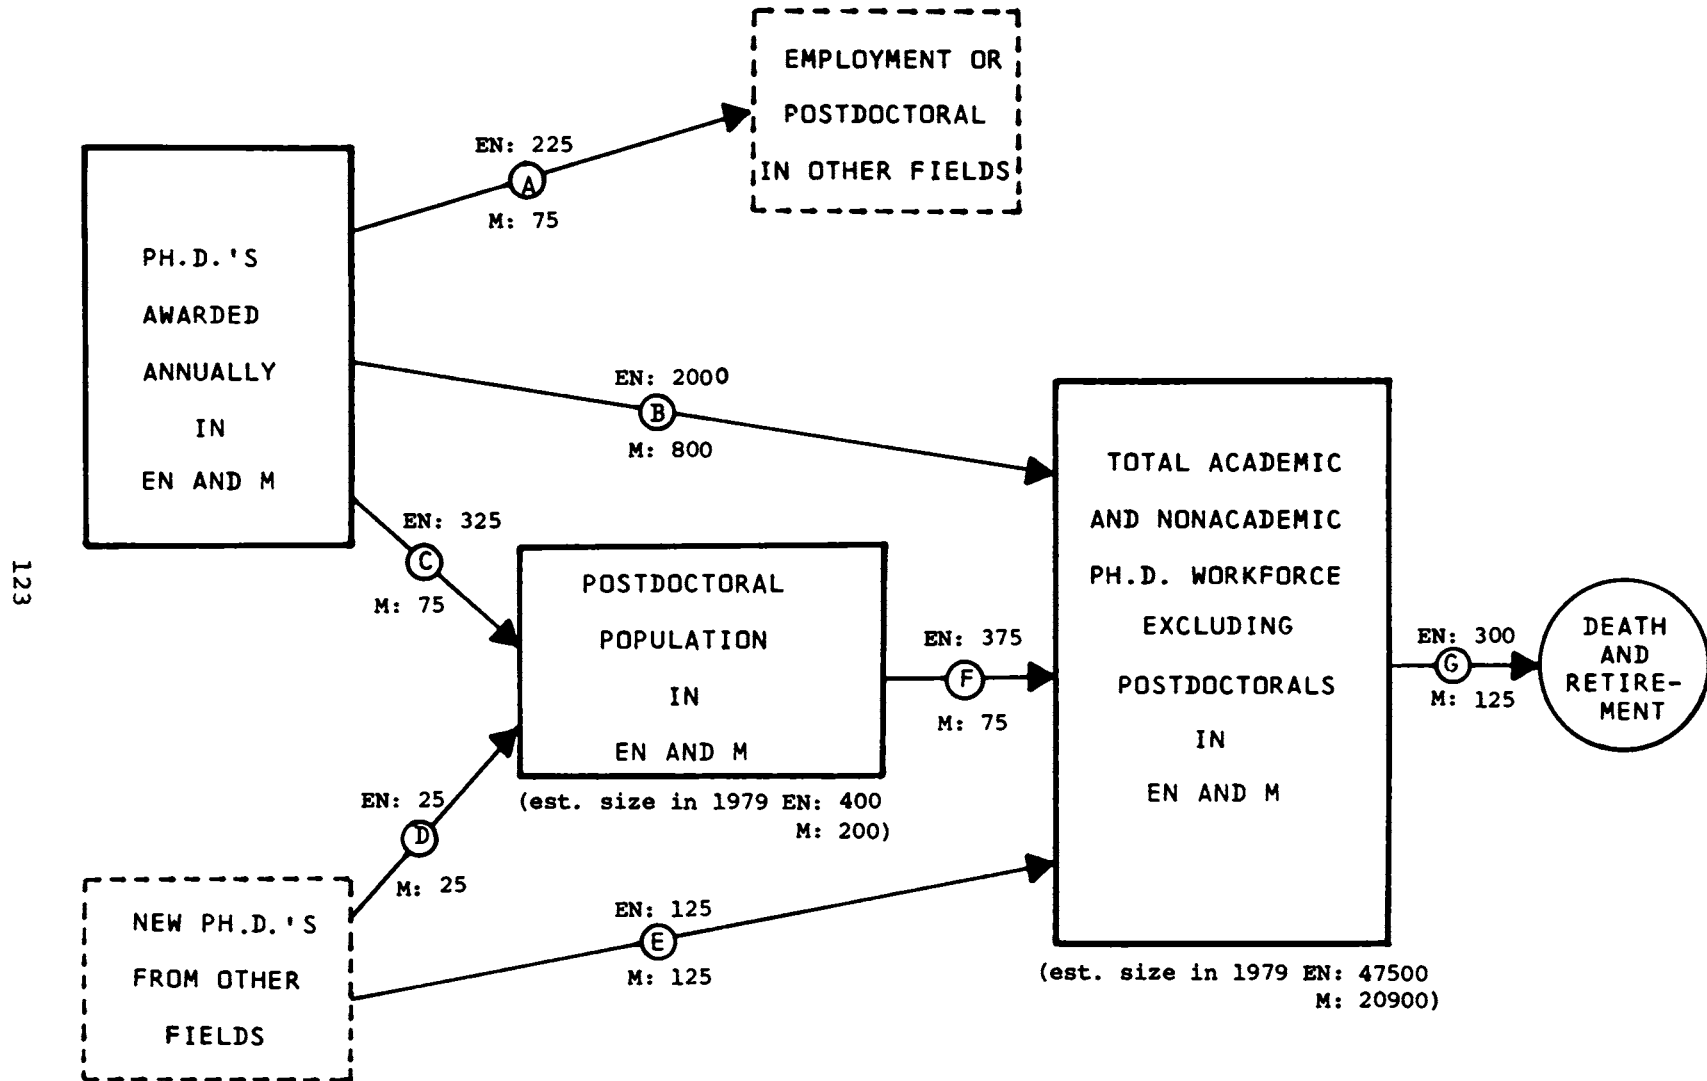 EMPLOYMENT OR
POSTDOCTORAL
IN OTHER FIELDS
EN: 225
A
M: 75
PH.D.'S
AWARDED
ANNUALLY
IN
EN AND M
EN: 2000
B
M: 800
EN: 325
C
M: 75
POSTDOCTORAL
POPULATION
IN
EN AND M
(est. size in 1979 EN: 400
M: 200)
EN: 375
F
M: 75
TOTAL ACADEMIC
AND NONACADEMIC
PH.D. WORKFORCE
EXCLUDING
POSTDOCTORALS
IN
EN AND M
(est. size in 1979 EN: 47500
M: 20900)
EN: 300
G
M: 125
DEATH
AND
RETIRE-
MENT
EN: 25
D
M: 25
NEW PH.D.'S
FROM OTHER
FIELDS
EN: 125
E
M: 125
123